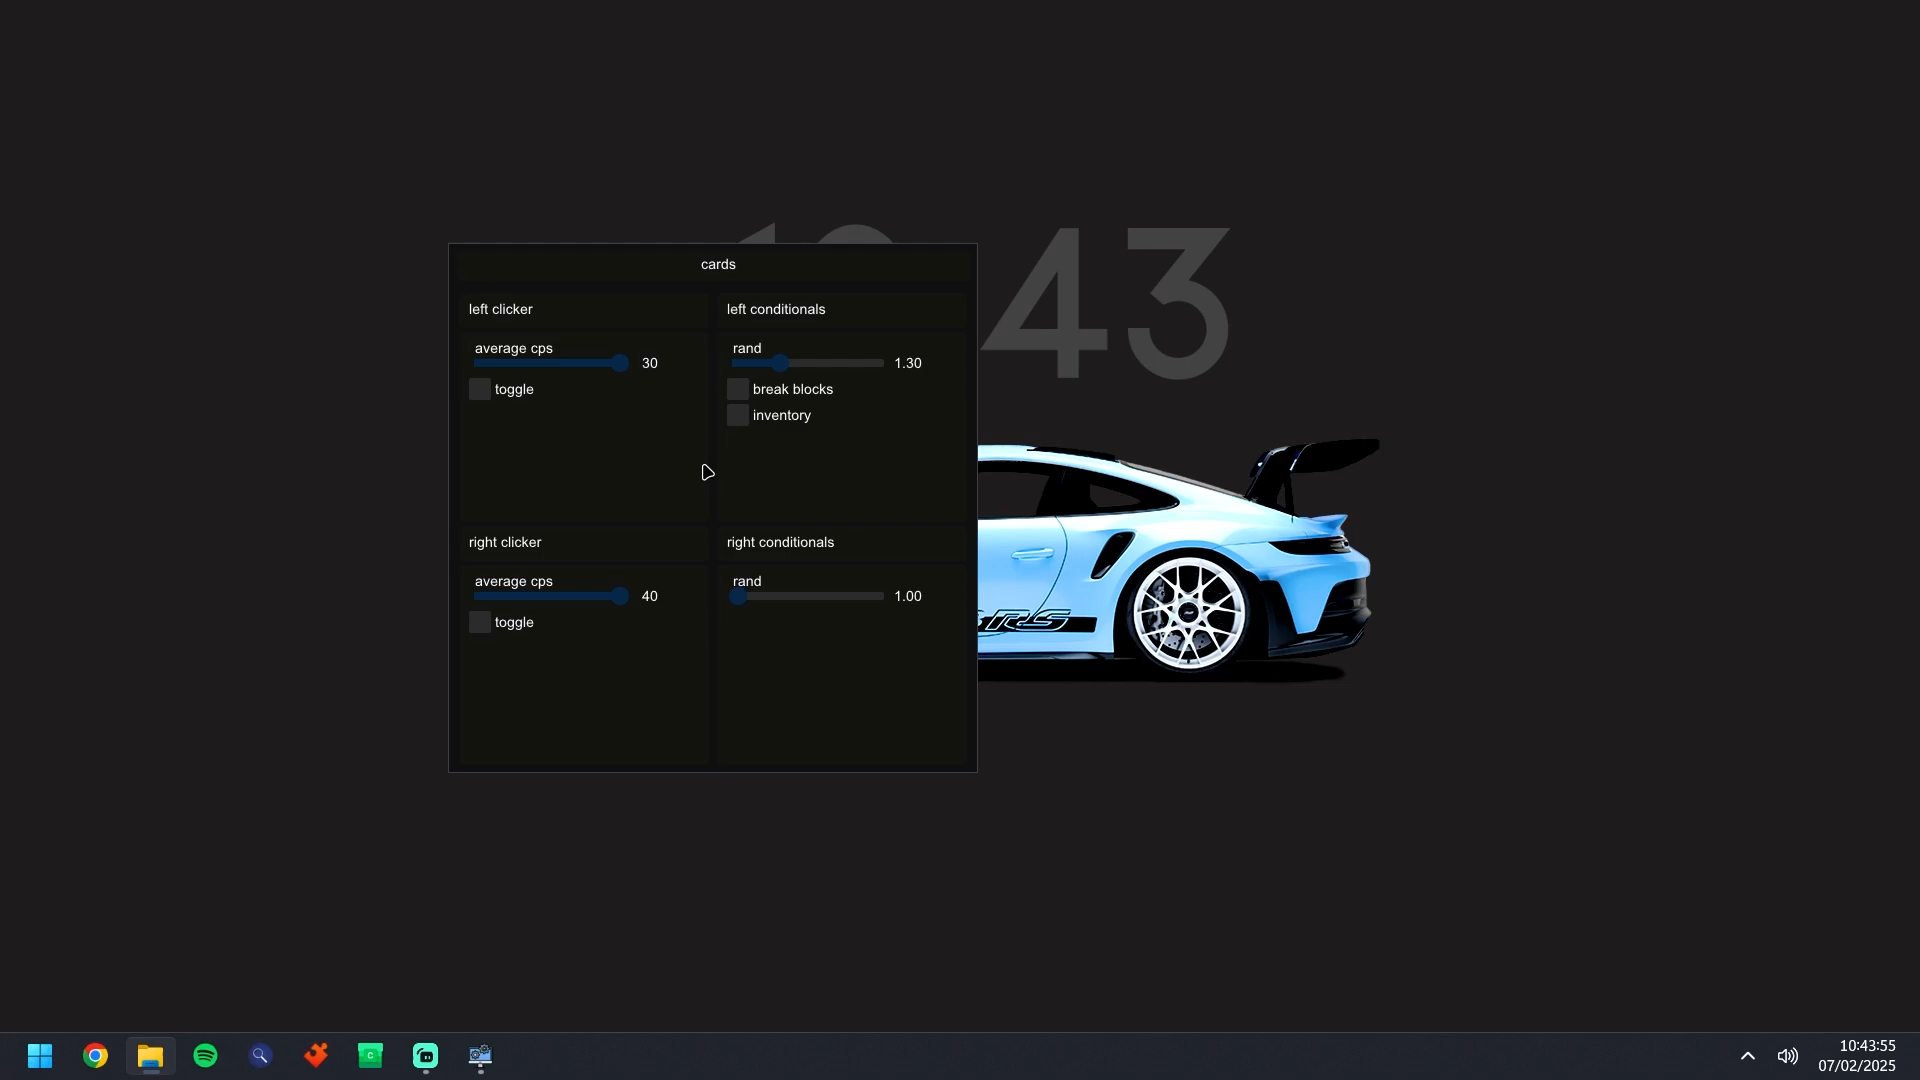 43
cards
left clicker
left conditionals
average cps
30
toggle
rand
1.30
break blocks
inventory
right clicker
right conditionals
average cps
40
toggle
rand
1.00
RS
10:43:55
07/02/2025